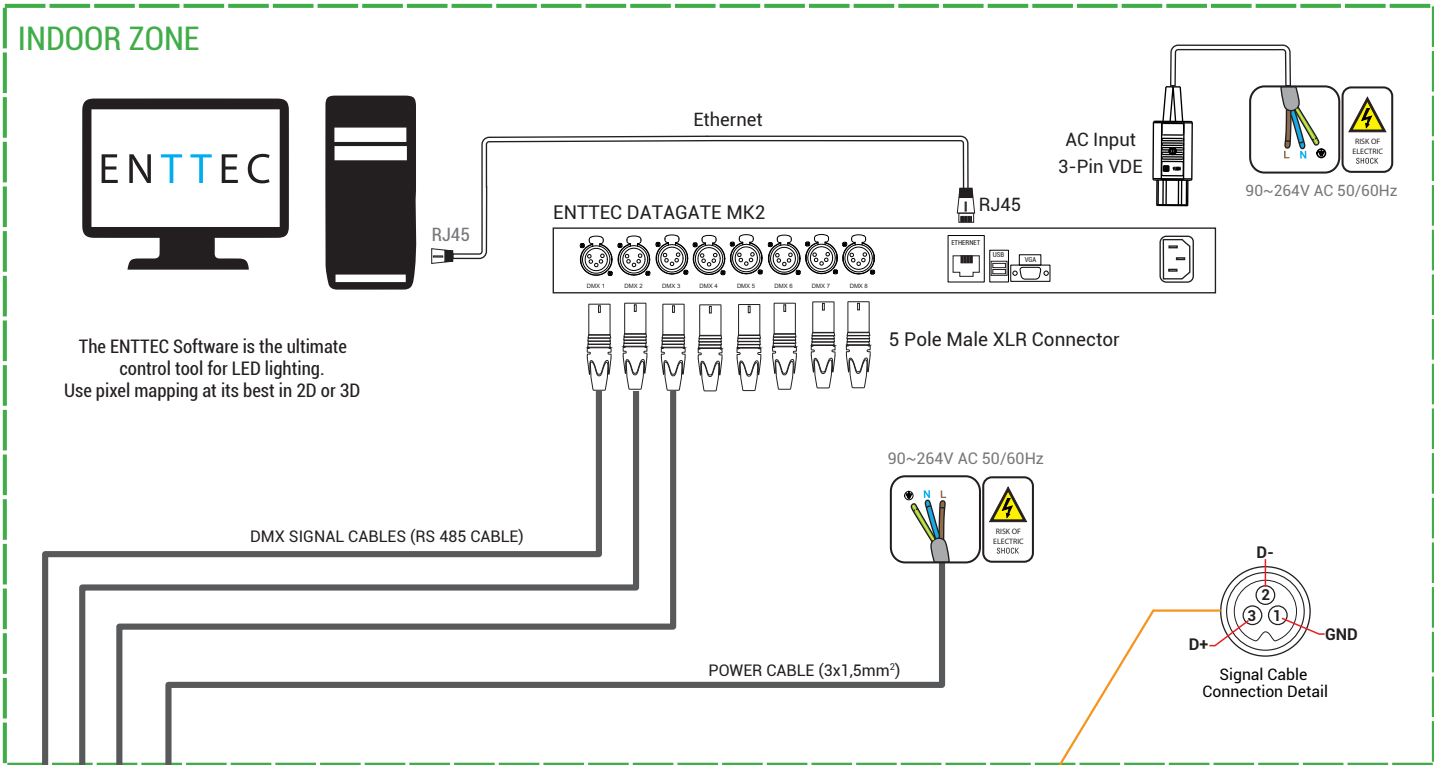 INDOOR ZONE
ENTTEC
The ENTTEC Software is the ultimate
control tool for LED lighting.
Use pixel mapping at its best in 2D or 3D
Ethernet
RJ45
RJ45
AC Input
3-Pin VDE
L N
RISK OF
ELECTRIC
SHOCK
90~264V AC 50/60Hz
ENTTEC DATAGATE MK2
DMX 1 DMX 2 DMX 3 DMX 4 DMX 5 DMX 6 DMX 7 DMX 8
ETHERNET
USB
VGA
5 Pole Male XLR Connector
90~264V AC 50/60Hz
N L
RISK OF
ELECTRIC
SHOCK
DMX SIGNAL CABLES (RS 485 CABLE)
POWER CABLE (3x1,5mm²)
D-
2
3 1
D+
GND
Signal Cable
Connection Detail